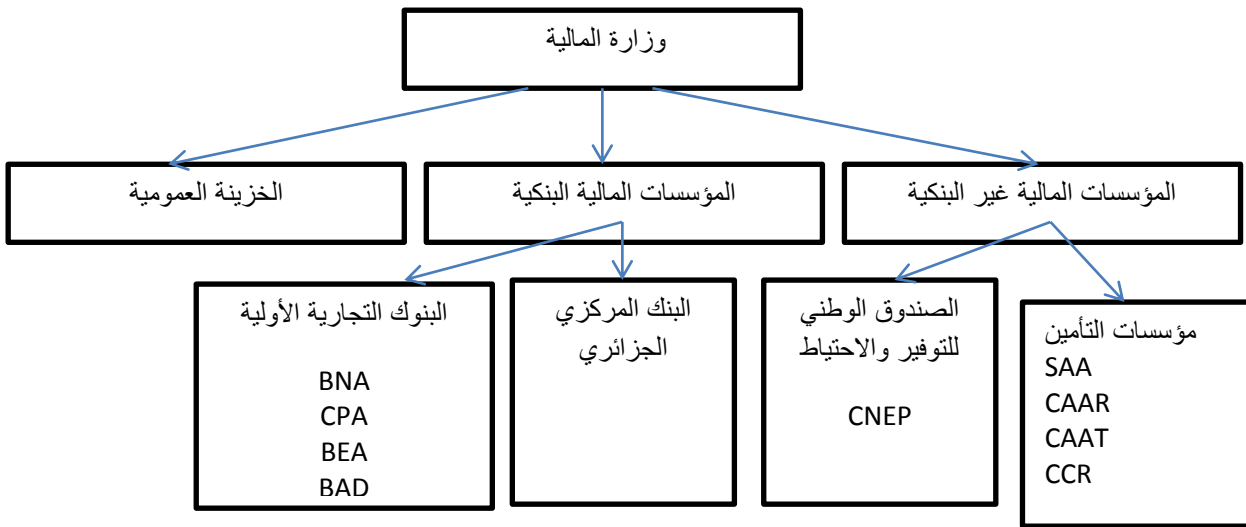 وزارة المالية
المؤسسات المالية غير البنكية
المؤسسات المالية البنكية
الخزينة العمومية
مؤسسات التأمين
SAA
CAAR
CAAT
CCR
الصندوق الوطني
للتوفير والاحتياط
CNEP
البنك المركزي
الجزائري
البنوك التجارية الأولية
BNA
CPA
BEA
BAD